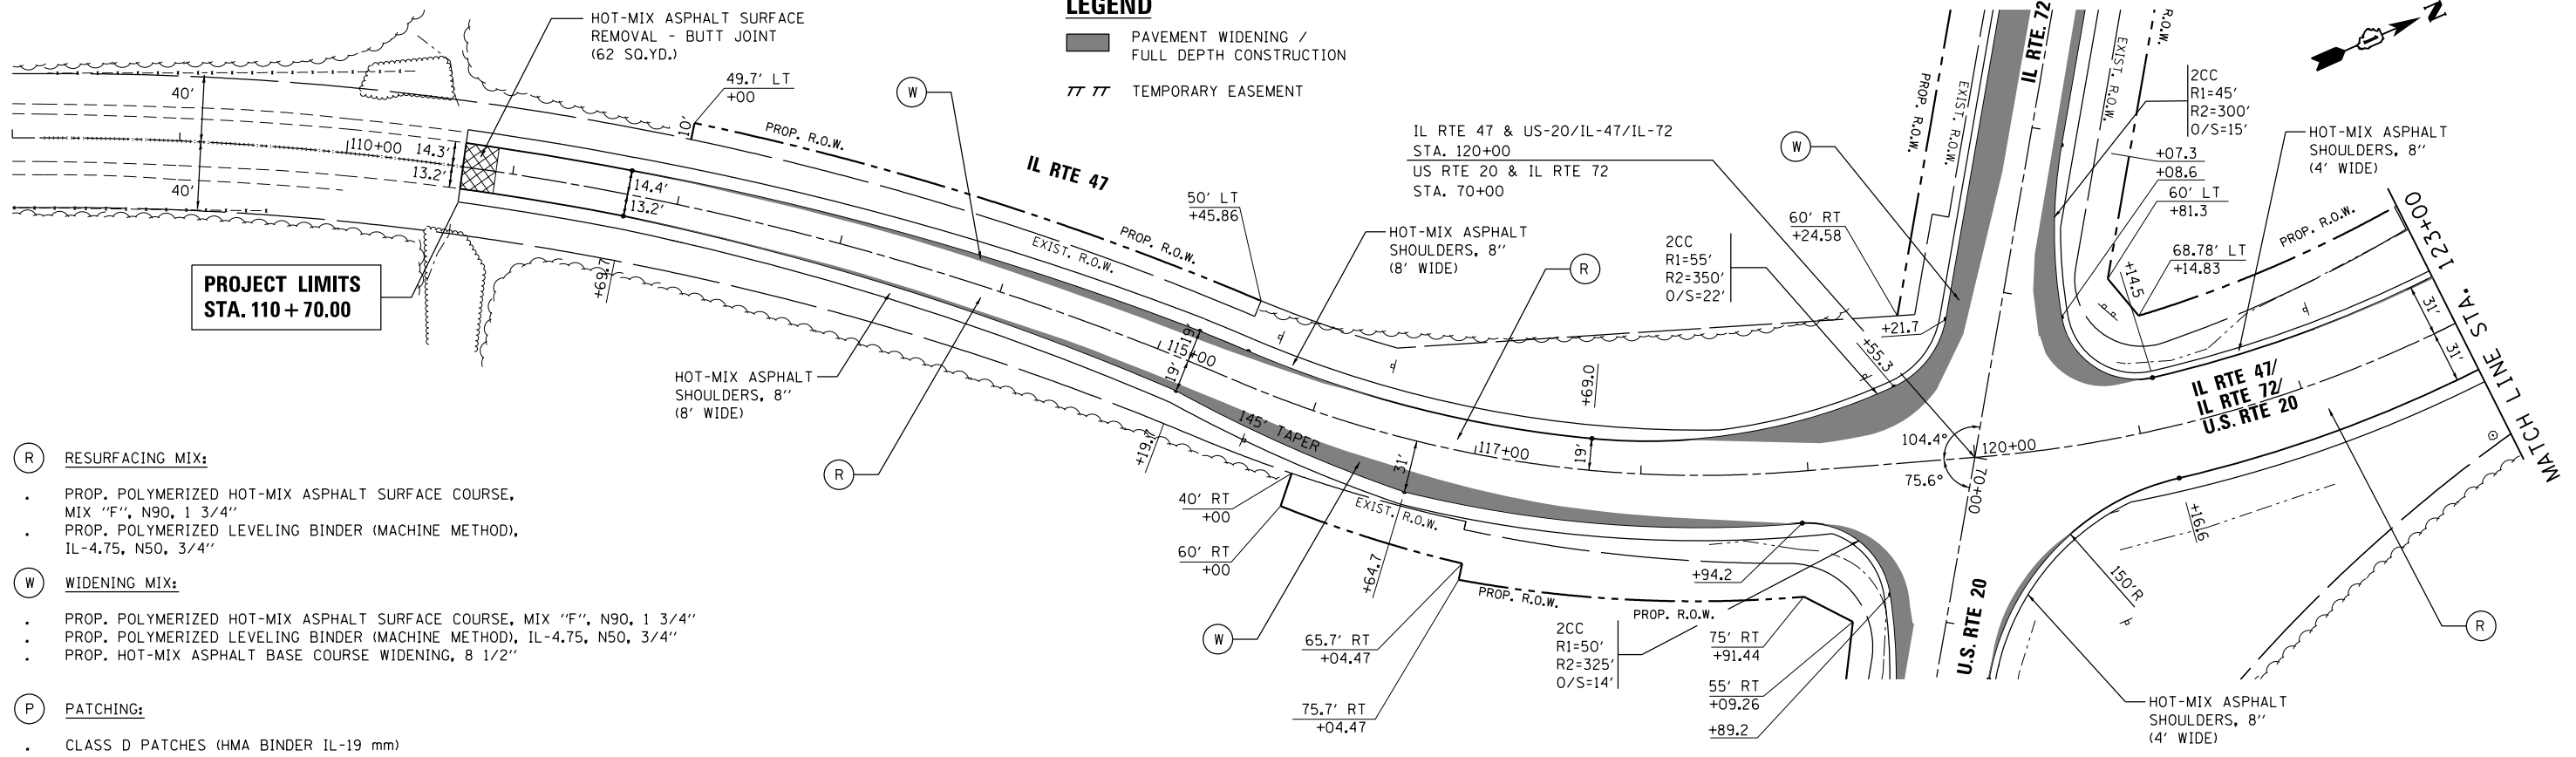 HOT-MIX ASPHALT SURFACE
REMOVAL - BUTT JOINT
(62 SQ.YD.)
LEGEND
PAVEMENT WIDENING /
FULL DEPTH CONSTRUCTION
TEMPORARY EASEMENT
N
40'
40'
110+00
14.3'
13.2'
14.4'
13.2'
49.7' LT
+00
10'
PROP. R.O.W.
W
IL RTE 47
EXIST. R.O.W.
PROP. R.O.W.
50' LT
+45.86
HOT-MIX ASPHALT
SHOULDERS, 8''
(8' WIDE)
R
IL RTE 47 & US-20/IL-47/IL-72
STA. 120+00
US RTE 20 & IL RTE 72
STA. 70+00
W
2CC
R1=55'
R2=350'
O/S=22'
60' RT
+24.58
PROP. R.O.W.
EXIST. R.O.W.
IL RTE. 72
EXIST. R.O.W.
R.O.W.
2CC
R1=45'
R2=300'
O/S=15'
+07.3
+08.6
60' LT
+81.3
68.78' LT
+14.83
+14.5
HOT-MIX ASPHALT
SHOULDERS, 8''
(4' WIDE)
PROP. R.O.W.
31'
31'
MATCH LINE STA. 123+00
PROJECT LIMITS
STA. 110 + 70.00
+69.7
HOT-MIX ASPHALT
SHOULDERS, 8''
(8' WIDE)
R
19'
115+00
19'
+19.7
145' TAPER
31'
117+00
+69.0
19'
+21.7
+55.3
104.4°
75.6°
120+00
70+00
IL RTE 47/
IL RTE 72/
U.S. RTE 20
+16.6
150'R
R
40' RT
+00
60' RT
+00
EXIST. R.O.W.
+64.7
W
65.7' RT
+04.47
75.7' RT
+04.47
PROP. R.O.W.
+94.2
PROP. R.O.W.
2CC
R1=50'
R2=325'
O/S=14'
75' RT
+91.44
55' RT
+09.26
+89.2
U.S. RTE 20
HOT-MIX ASPHALT
SHOULDERS, 8''
(4' WIDE)
R RESURFACING MIX:
. PROP. POLYMERIZED HOT-MIX ASPHALT SURFACE COURSE,
MIX "F", N90, 1 3/4''
. PROP. POLYMERIZED LEVELING BINDER (MACHINE METHOD),
IL-4.75, N50, 3/4''
W WIDENING MIX:
. PROP. POLYMERIZED HOT-MIX ASPHALT SURFACE COURSE, MIX "F", N90, 1 3/4''
. PROP. POLYMERIZED LEVELING BINDER (MACHINE METHOD), IL-4.75, N50, 3/4''
. PROP. HOT-MIX ASPHALT BASE COURSE WIDENING, 8 1/2''
P PATCHING:
. CLASS D PATCHES (HMA BINDER IL-19 mm)